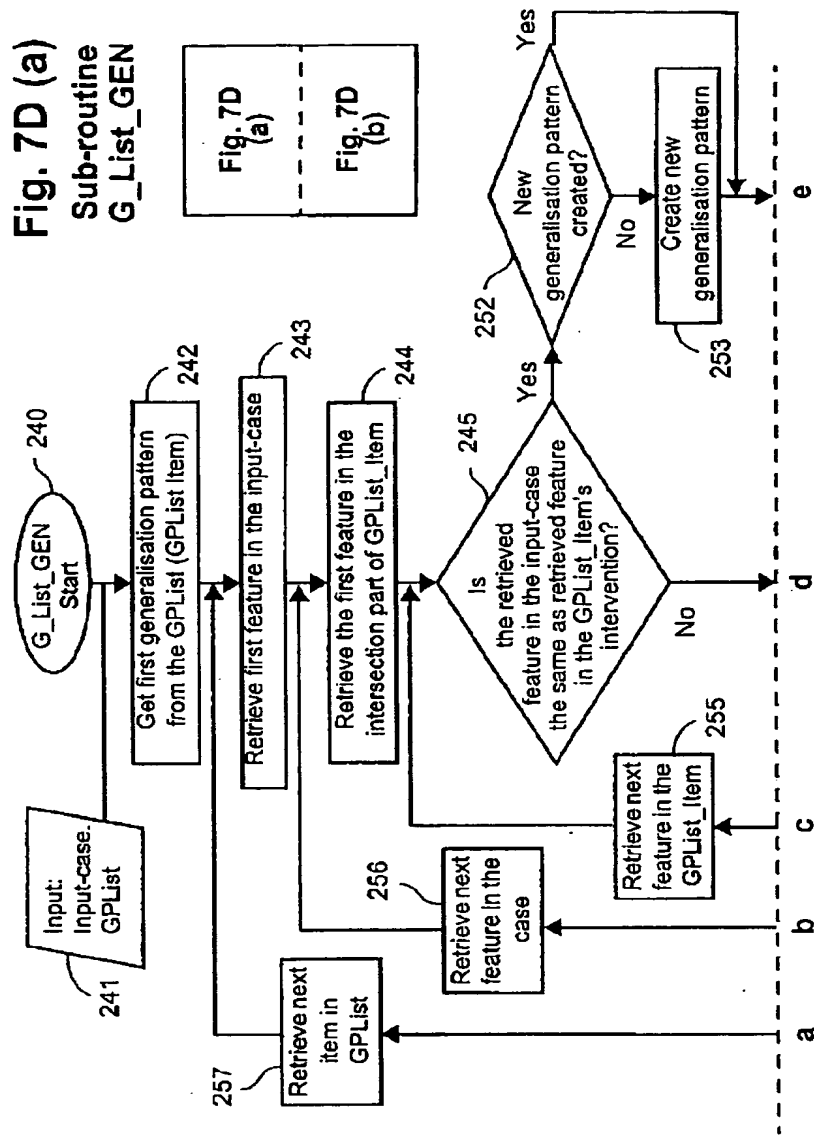 Fig. 7D (a)
Sub-routine
G_List_GEN
Fig. 7D
(a)
Fig. 7D
(b)
G_List_GEN
Start
240
Input:
Input-case.
GPList
241
Get first generalisation pattern
from the GPList (GPList Item)
242
Retrieve first feature in the input-case
243
Retrieve the first feature in the
intersection part of GPList_Item
244
Is
the retrieved
feature in the input-case
the same as retrieved feature
in the GPList_Item's
intervention?
245
Yes
No
New
generalisation pattern
created?
252
Yes
No
Create new
generalisation pattern
253
Retrieve next
item in
GPList
257
Retrieve next
feature in the
case
256
Retrieve next
feature in the
GPList_Item
255
a
b
c
d
e